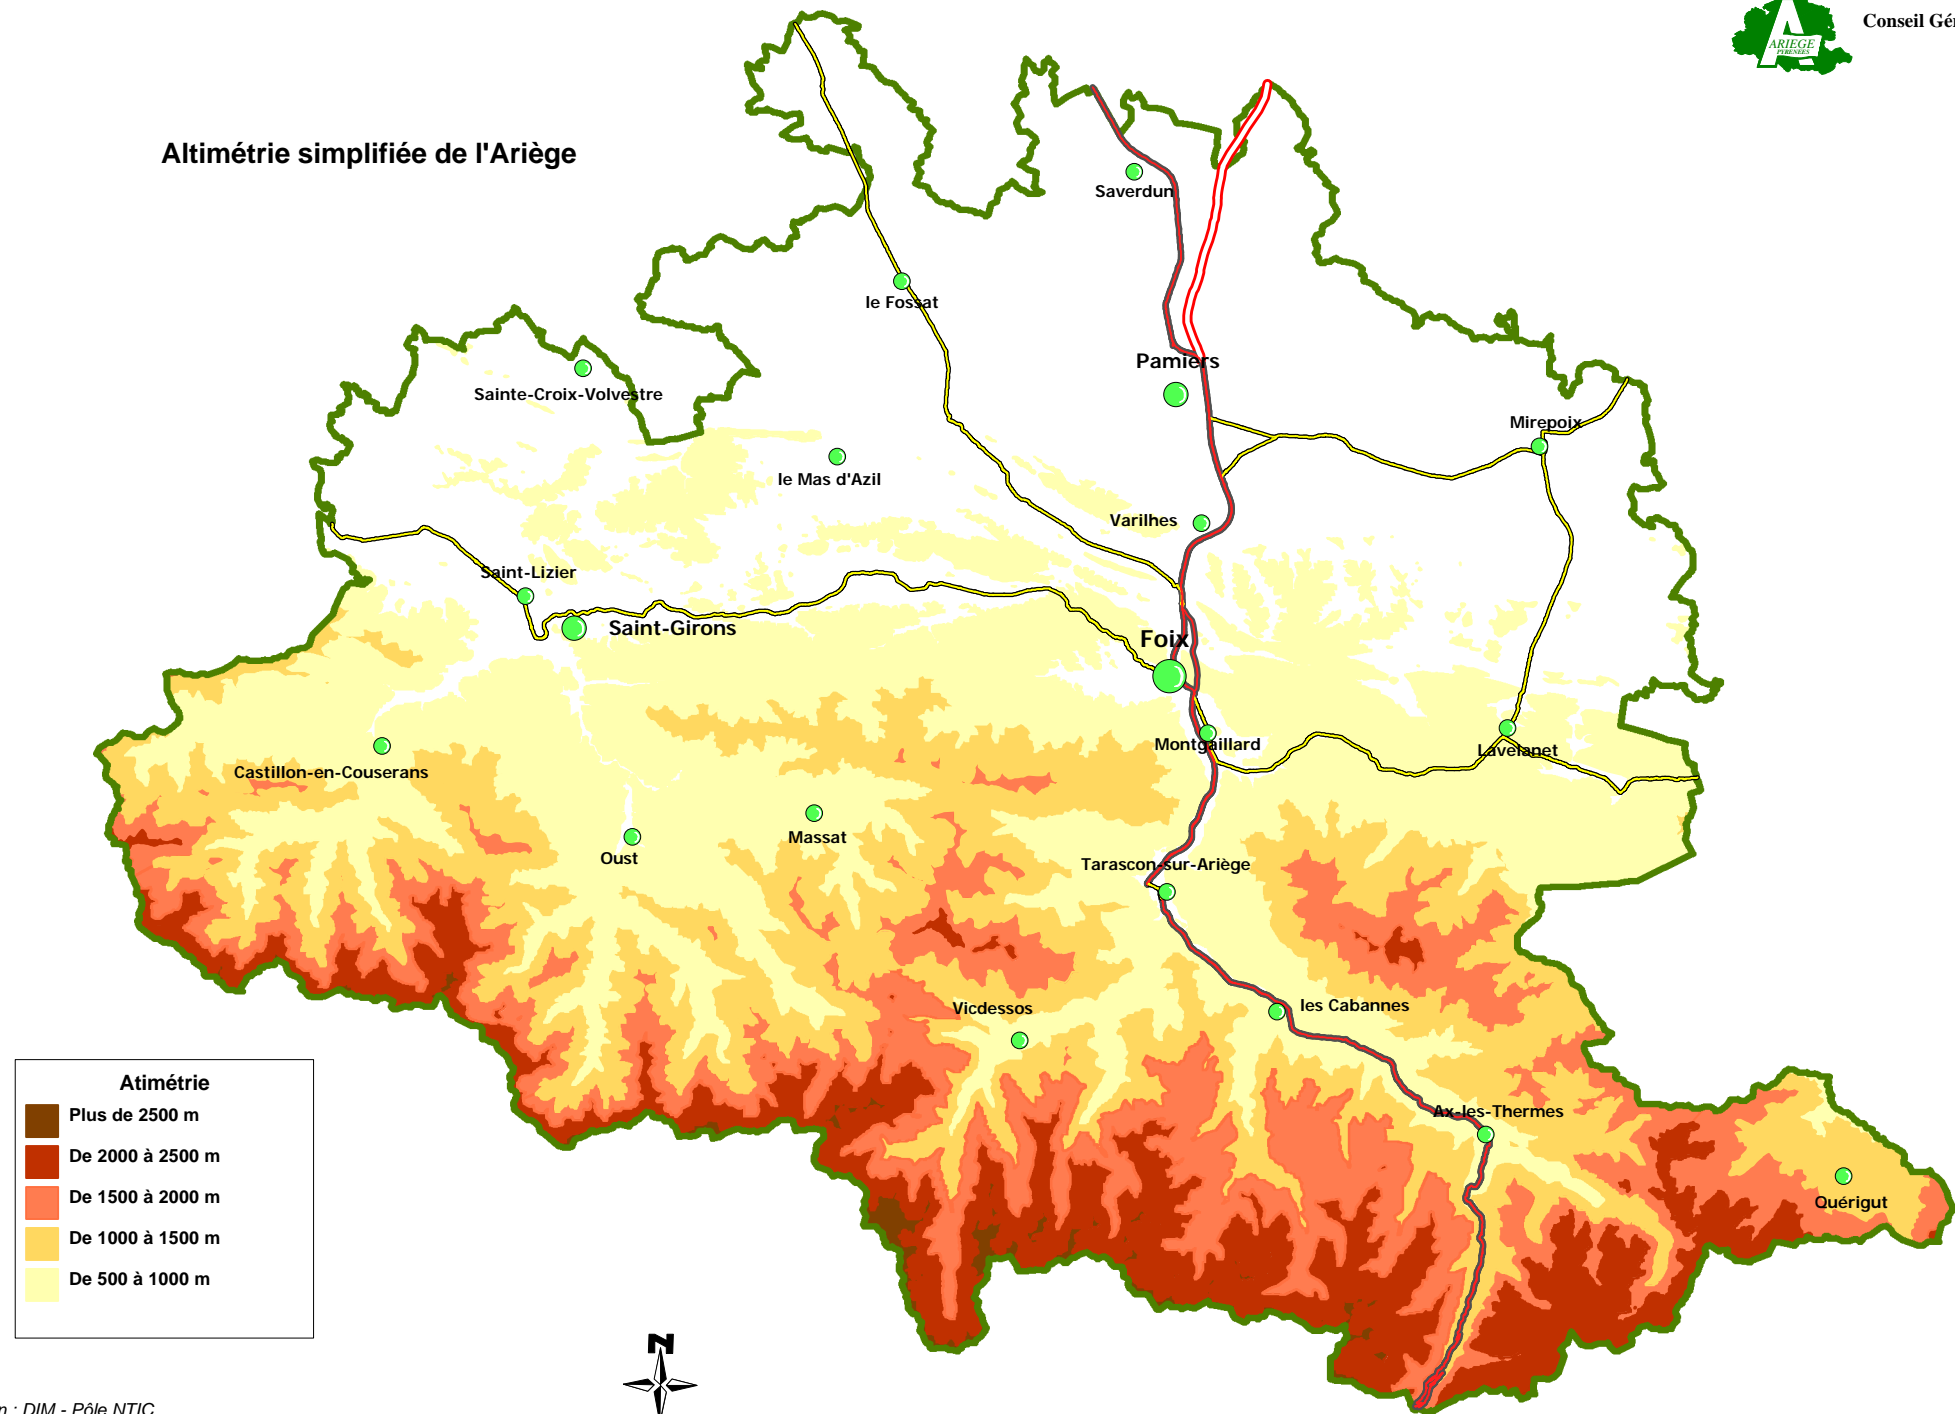 Conseil Gé
ARIEGE
PYRENEES
Altimétrie simplifiée de l'Ariège
Saverdun
le Fossat
Pamiers
Sainte-Croix-Volvestre
Mirepoix
le Mas d'Azil
Varilhes
Saint-Lizier
Saint-Girons
Foix
Montgaillard
Lavelanet
Castillon-en-Couserans
Massat
Oust
Tarascon-sur-Ariège
Vicdessos
les Cabannes
Ax-les-Thermes
Quérigut
Atimétrie
Plus de 2500 m
De 2000 à 2500 m
De 1500 à 2000 m
De 1000 à 1500 m
De 500 à 1000 m
N
n : DIM - Pôle NTIC